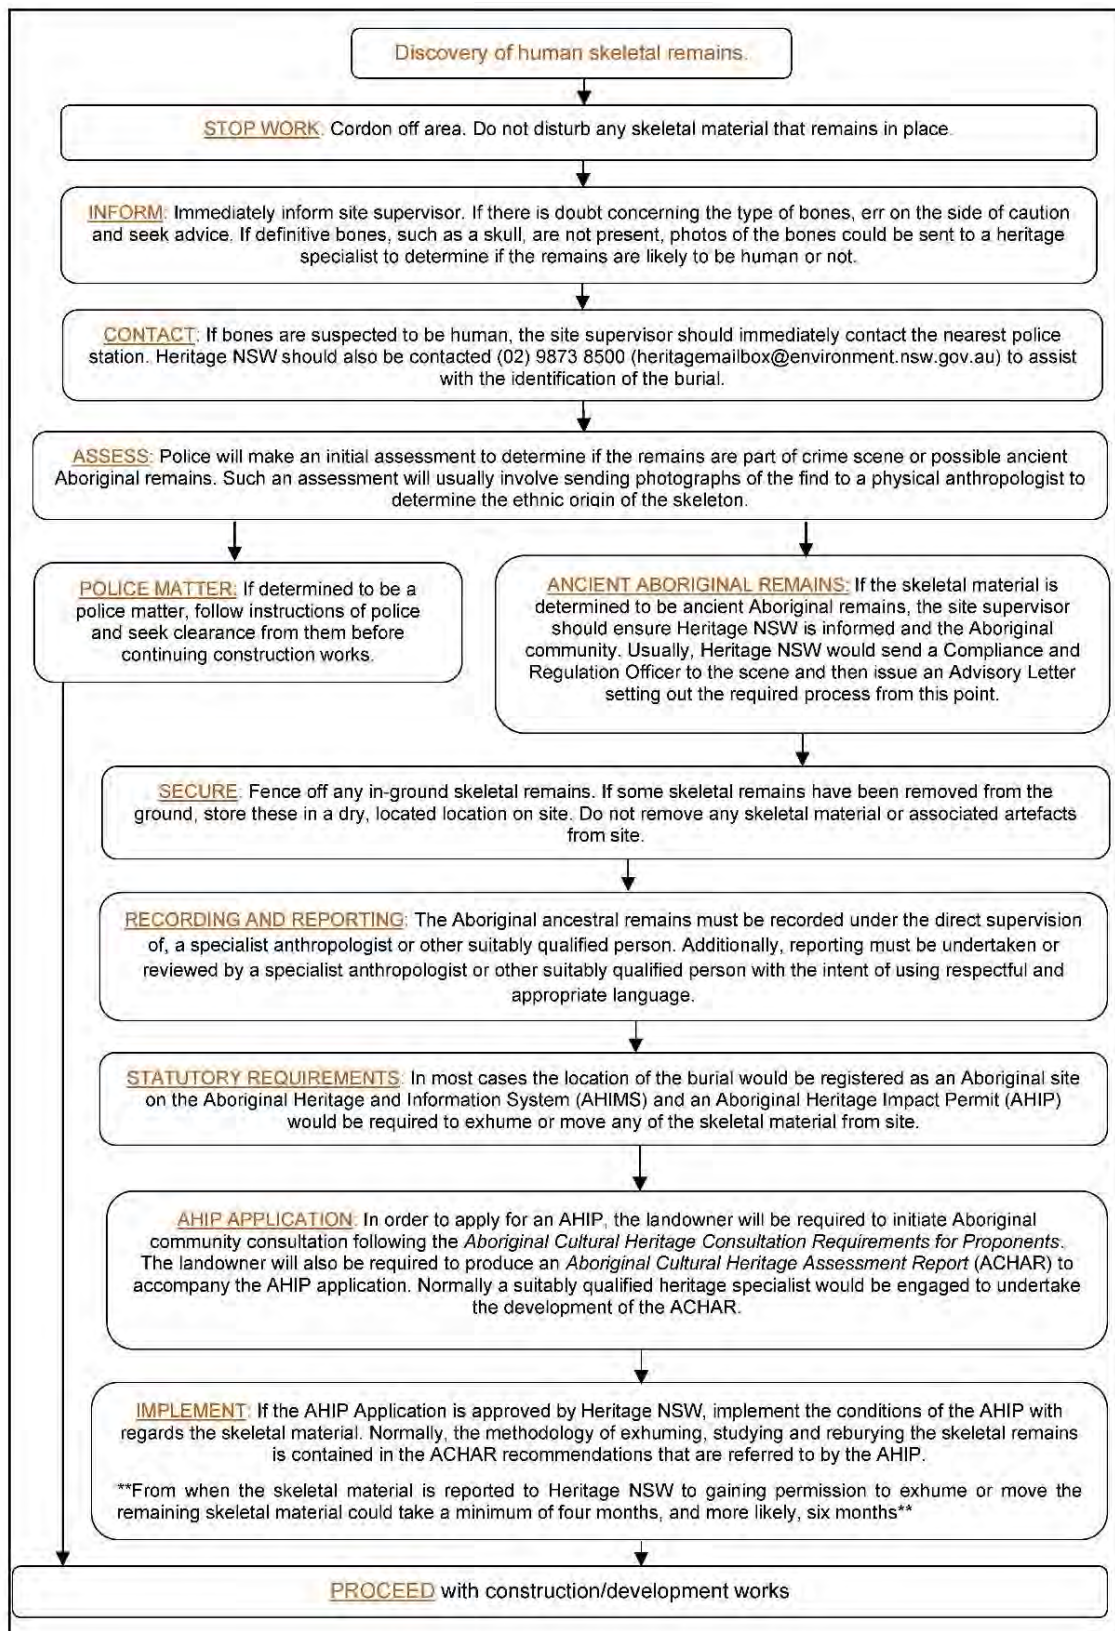 Discovery of human skeletal remains.
STOP WORK: Cordon off area. Do not disturb any skeletal material that remains in place.
INFORM: Immediately inform site supervisor. If there is doubt concerning the type of bones, err on the side of caution
and seek advice. If definitive bones, such as a skull, are not present, photos of the bones could be sent to a heritage
specialist to determine if the remains are likely to be human or not.
CONTACT: If bones are suspected to be human, the site supervisor should immediately contact the nearest police
station. Heritage NSW should also be contacted (02) 9873 8500 (heritagemailbox@environment.nsw.gov.au) to assist
with the identification of the burial.
ASSESS: Police will make an initial assessment to determine if the remains are part of crime scene or possible ancient
Aboriginal remains. Such an assessment will usually involve sending photographs of the find to a physical anthropologist to
determine the ethnic origin of the skeleton.
POLICE MATTER: If determined to be a
police matter, follow instructions of police
and seek clearance from them before
continuing construction works.
ANCIENT ABORIGINAL REMAINS: If the skeletal material is
determined to be ancient Aboriginal remains, the site supervisor
should ensure Heritage NSW is informed and the Aboriginal
community. Usually, Heritage NSW would send a Compliance and
Regulation Officer to the scene and then issue an Advisory Letter
setting out the required process from this point.
SECURE: Fence off any in-ground skeletal remains. If some skeletal remains have been removed from the
ground, store these in a dry, located location on site. Do not remove any skeletal material or associated artefacts
from site.
RECORDING AND REPORTING: The Aboriginal ancestral remains must be recorded under the direct supervision
of, a specialist anthropologist or other suitably qualified person. Additionally, reporting must be undertaken or
reviewed by a specialist anthropologist or other suitably qualified person with the intent of using respectful and
appropriate language.
STATUTORY REQUIREMENTS: In most cases the location of the burial would be registered as an Aboriginal site
on the Aboriginal Heritage and Information System (AHIMS) and an Aboriginal Heritage Impact Permit (AHIP)
would be required to exhume or move any of the skeletal material from site.
AHIP APPLICATION: In order to apply for an AHIP, the landowner will be required to initiate Aboriginal
community consultation following the Aboriginal Cultural Heritage Consultation Requirements for Proponents.
The landowner will also be required to produce an Aboriginal Cultural Heritage Assessment Report (ACHAR) to
accompany the AHIP application. Normally a suitably qualified heritage specialist would be engaged to undertake
the development of the ACHAR.
IMPLEMENT: If the AHIP Application is approved by Heritage NSW, implement the conditions of the AHIP with
regards the skeletal material. Normally, the methodology of exhuming, studying and reburying the skeletal remains
is contained in the ACHAR recommendations that are referred to by the AHIP.
**From when the skeletal material is reported to Heritage NSW to gaining permission to exhume or move the
remaining skeletal material could take a minimum of four months, and more likely, six months**
PROCEED with construction/development works